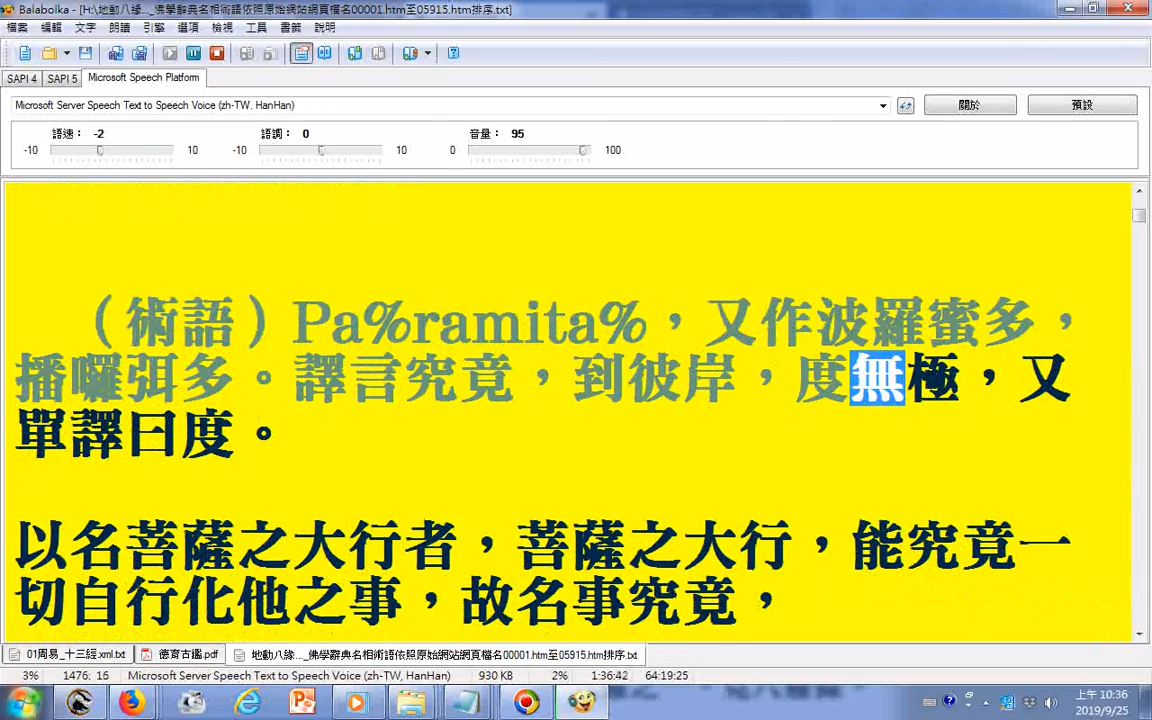 Balabolka - [H:\地動八緣..._佛學辭典名相術語依照原始網站網頁檔名00001.htm至05915.htm排序.txt]
檔案 編輯 文字 朗讀 引擎 選項 檢視 工具 書籤 說明
SAPI 4 SAPI 5 Microsoft Speech Platform
Microsoft Server Speech Text to Speech Voice (zh-TW, HanHan) 關於 預設
語速： -2 語調： 0 音量： 95
-10 10 -10 10 0 100
（術語）Pa%ramita%，又作波羅蜜多，
播囉弭多。譯言究竟，到彼岸，度無極，又
單譯曰度。
以名菩薩之大行者，菩薩之大行，能究竟一
切自行化他之事，故名事究竟，
01周易_十三經.xml.txt 德育古鑑.pdf 地動八緣..._佛學辭典名相術語依照原始網站網頁檔名00001.htm至05915.htm排序.txt
3% 1476: 16 Microsoft Server Speech Text to Speech Voice (zh-TW, HanHan) 930 KB 2% 1:36:42 64:19:25
上午 10:36
2019/9/25